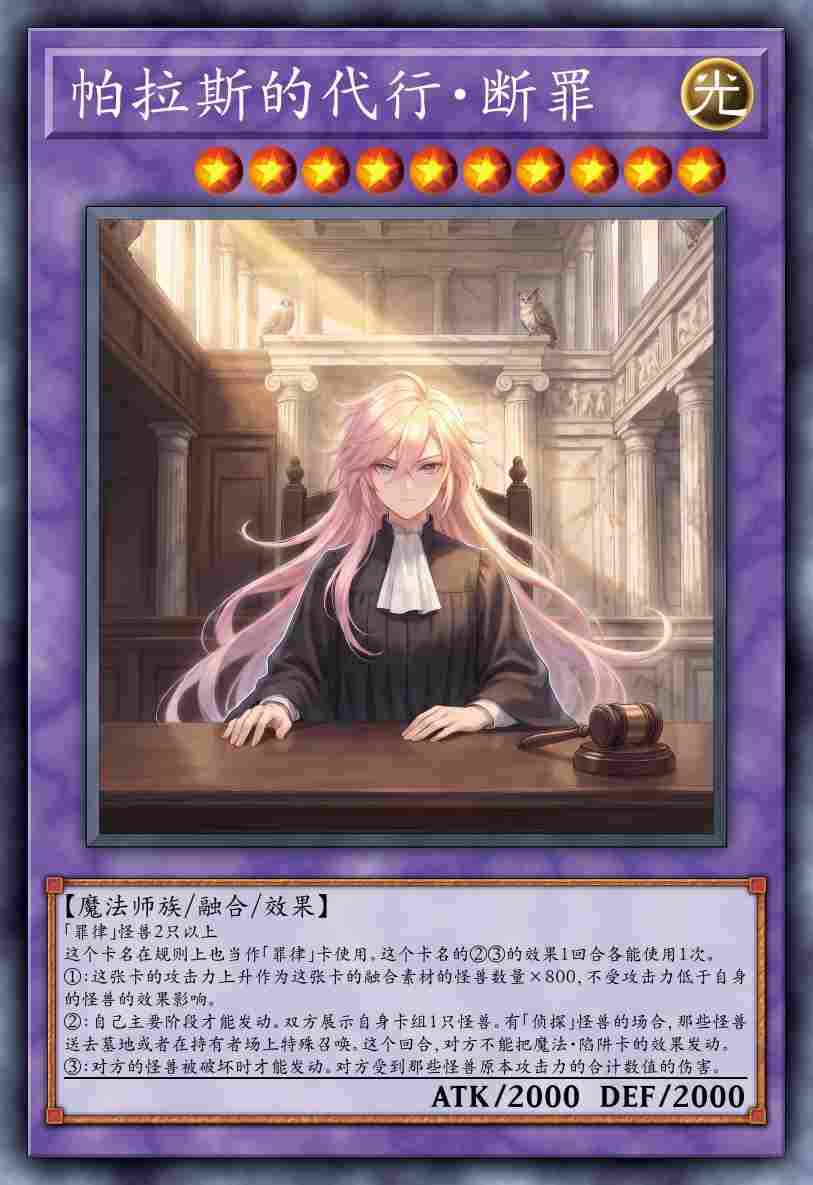 帕拉斯的代行·断罪
光
【魔法师族/融合/效果】
「罪律」怪兽2只以上
这个卡名在规则上也当作「罪律」卡使用。这个卡名的②③的效果1回合各能使用1次。
①:这张卡的攻击力上升作为这张卡的融合素材的怪兽数量×800,不受攻击力低于自身
的怪兽的效果影响。
②:自己主要阶段才能发动。双方展示自身卡组1只怪兽。有「侦探」怪兽的场合,那些怪兽
送去墓地或者在持有者场上特殊召唤。这个回合,对方不能把魔法·陷阱卡的效果发动。
③:对方的怪兽被破坏时才能发动。对方受到那些怪兽原本攻击力的合计数值的伤害。
ATK/2000 DEF/2000